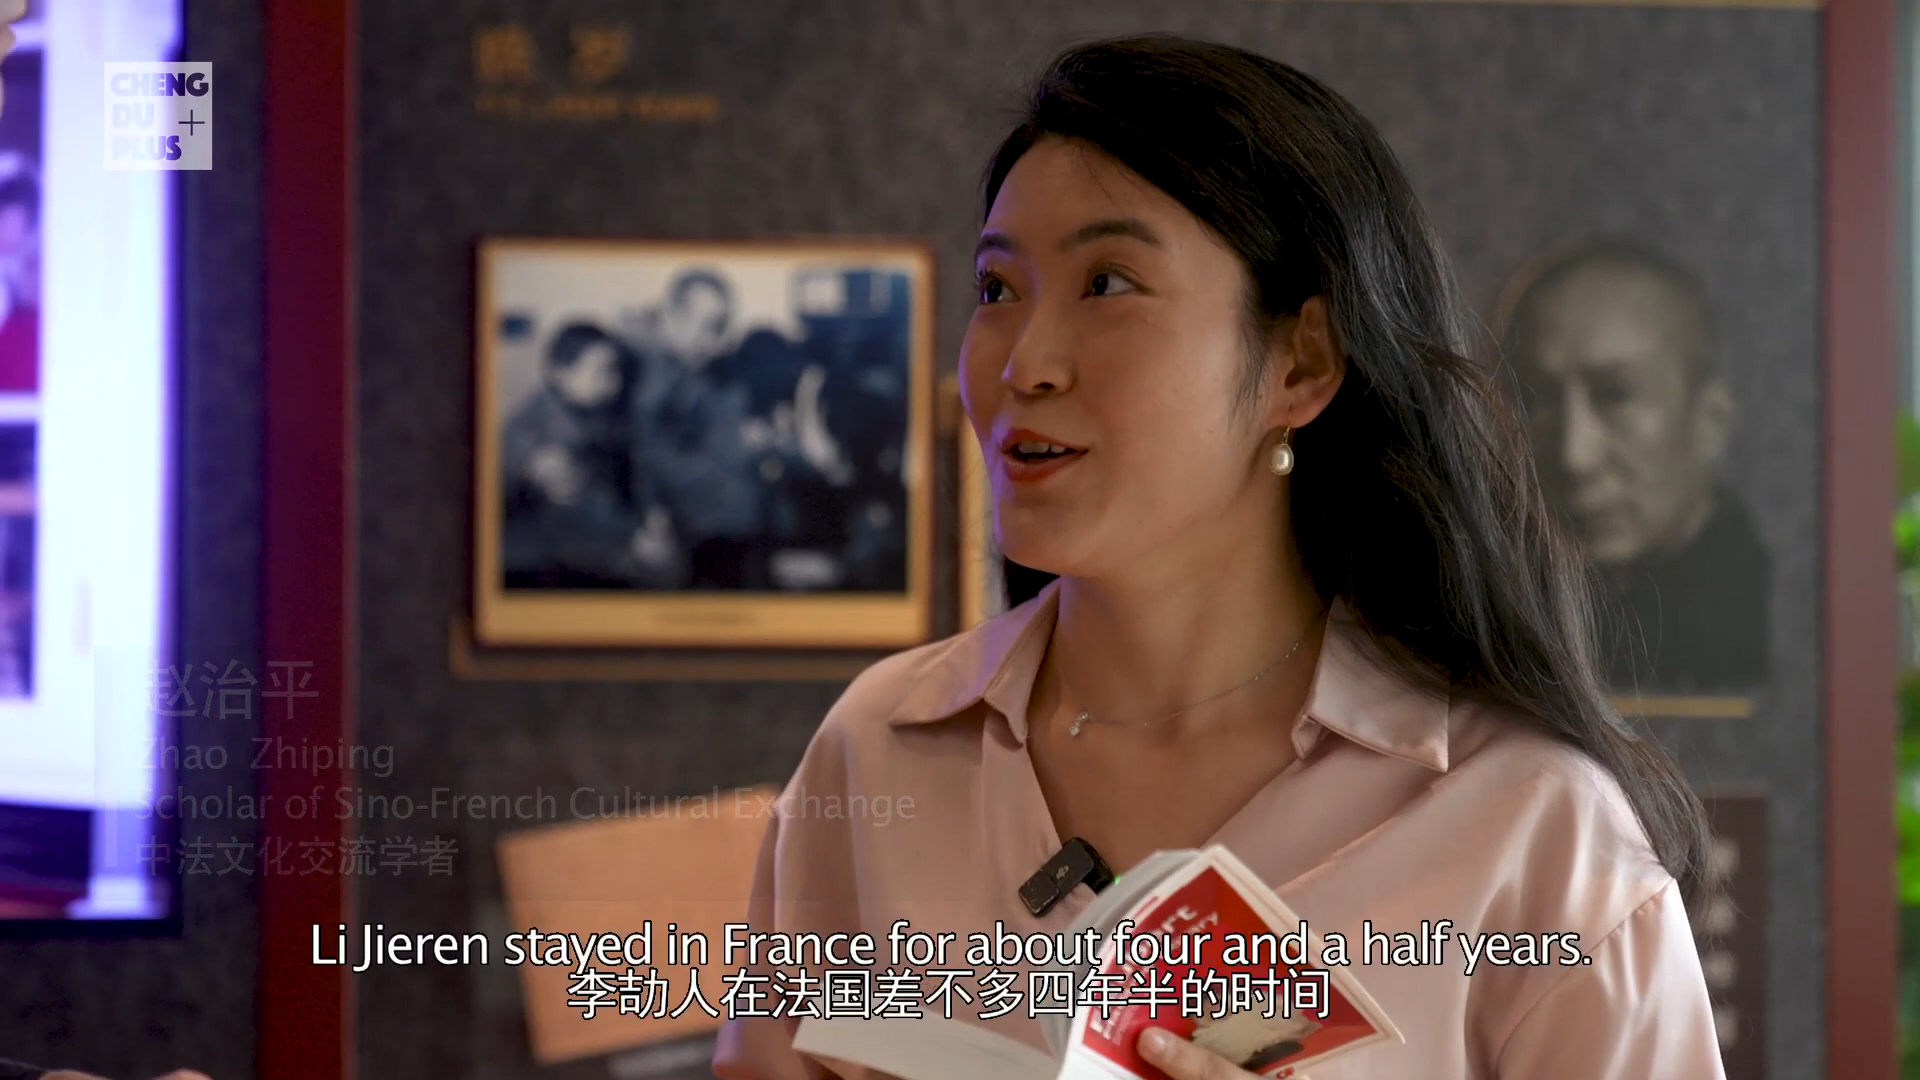 CHENG
DU +
PLUS
赵治平
Zhao Zhiping
Scholar of Sino-French Cultural Exchange
中法文化交流学者
Li Jieren stayed in France for about four and a half years.
李劼人在法国差不多四年半的时间